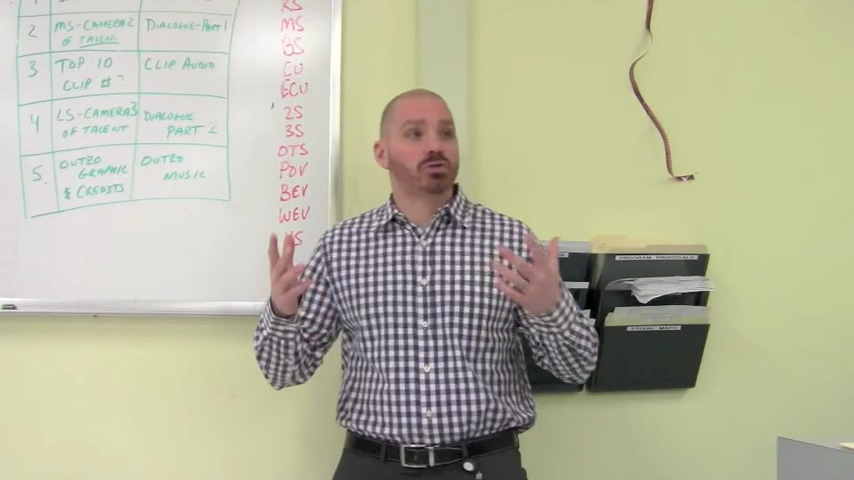 2 MS-CAMERA 2 DIALOGUE-PART 1
OF TALENT
3 TOP 10 CLIP AUDIO
CLIP #?
4 LS-CAMERA 3 DIALOGUE
OF TALENT PART 2
5. OUTRO OUTRO
GRAPHIC MUSIC
& CREDITS
XS
MS
BS
CU
ECU
2S
3S
OTS
POV
BEV
WEV
PROGRAM PROPOSALS
STUDIO MAPS